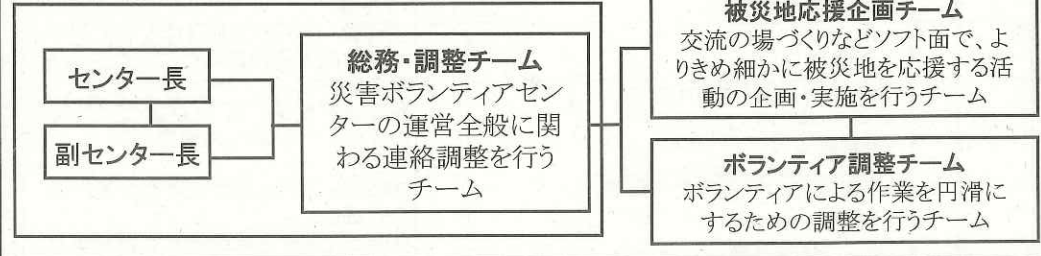 センター長
副センター長
総務・調整チーム
災害ボランティアセン
ターの運営全般に関
わる連絡調整を行う
チーム
被災地応援企画チーム
交流の場づくりなどソフト面で、よ
りきめ細かに被災地を応援する活
動の企画・実施を行うチーム
ボランティア調整チーム
ボランティアによる作業を円滑に
するための調整を行うチーム